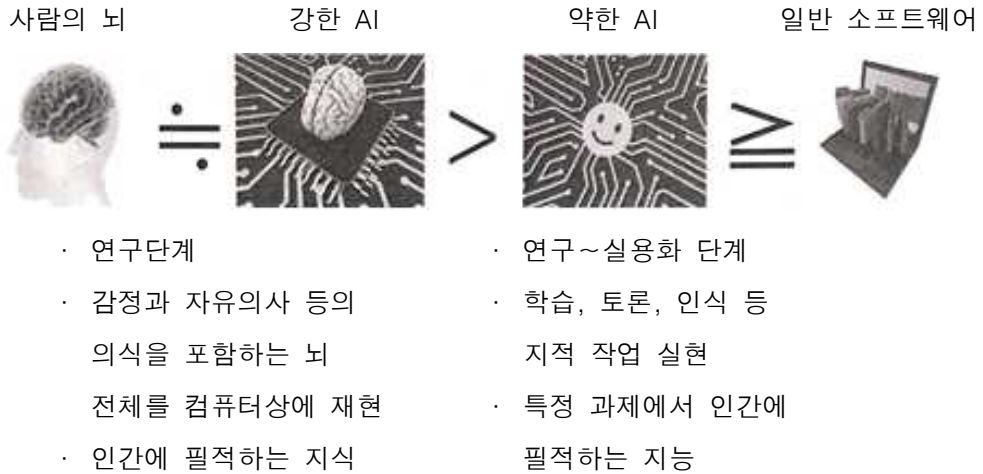 사람의 뇌
강한 AI
약한 AI
일반 소프트웨어
≒
>
≧
· 연구단계
· 감정과 자유의사 등의
의식을 포함하는 뇌
전체를 컴퓨터상에 재현
· 인간에 필적하는 지식
· 연구~실용화 단계
· 학습, 토론, 인식 등
지적 작업 실현
· 특정 과제에서 인간에
필적하는 지능